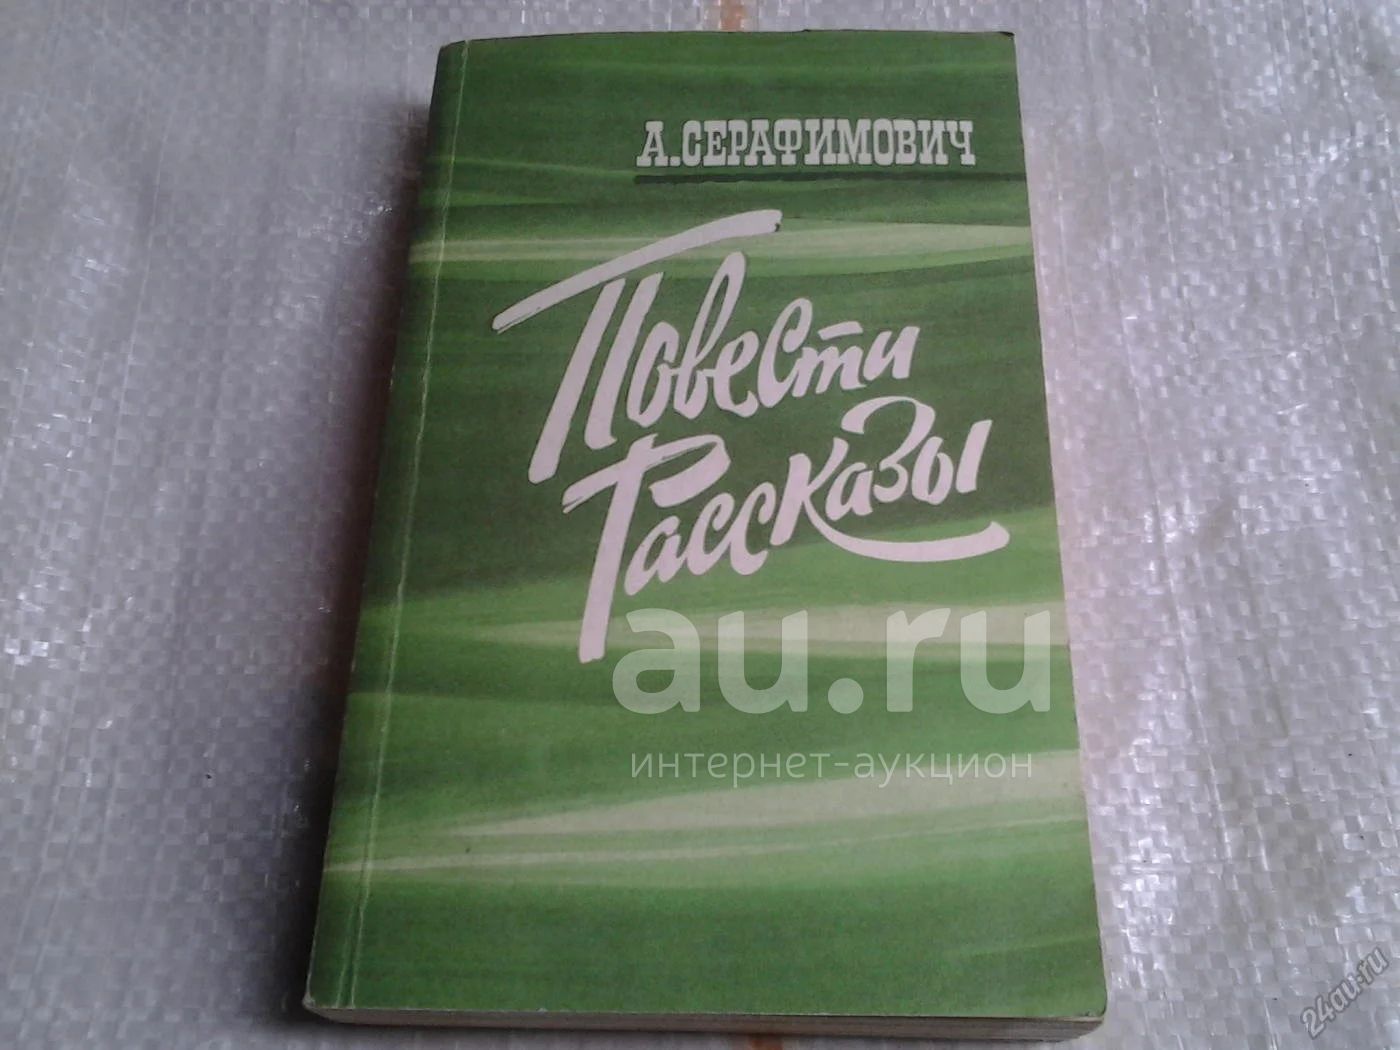 А.СЕРАФИМОВИЧ
Повести
Рассказы
au.ru
интернет-аукцион
24au.ru